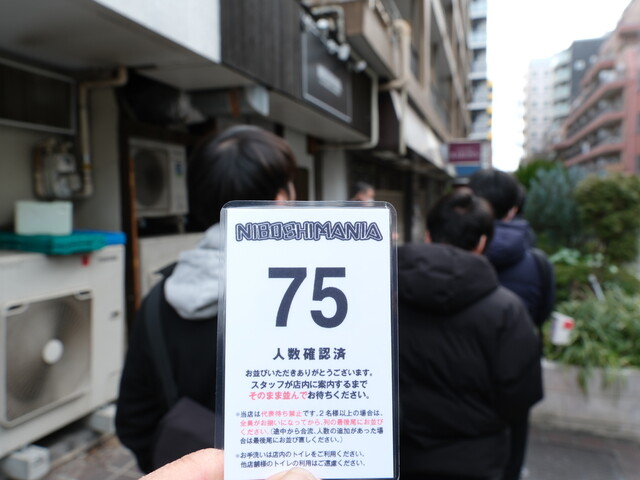 NIBOSHIMANIA
75
人数確認済
お並びいただきありがとうございます。
スタッフが店内に案内するまで
そのまま並んでお待ちください。
※当店は代表待ち禁止です。2名様以上の場合は、
全員がお揃いになってから、列の最後尾にお並び
ください。(途中から合流、人数の追加があった場
合は最後尾にお並び直しください。)
※お手洗いは店内のトイレをご利用ください。
他店舗様のトイレの利用はご遠慮ください。